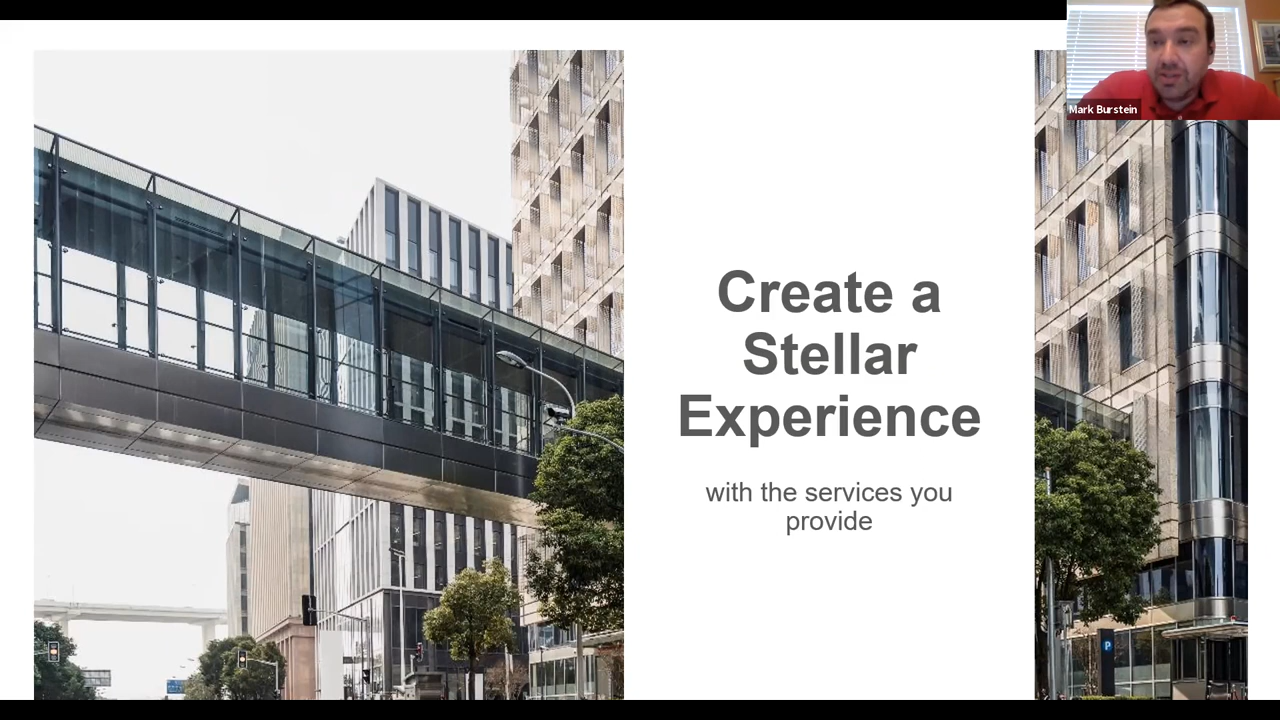 Mark Burstein
Create a
Stellar
Experience
with the services you
provide
P